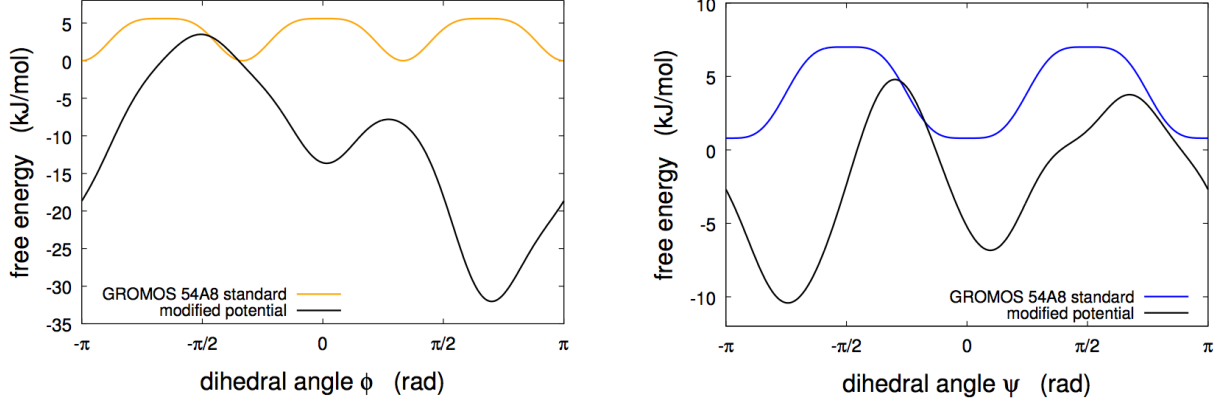 5
0
-5
-10
-15
-20
-25
-30
-35
free energy (kJ/mol)
GROMOS 54A8 standard
modified potential
-π
-π/2
0
π/2
π
dihedral angle ϕ (rad)
10
5
0
-5
-10
free energy (kJ/mol)
GROMOS 54A8 standard
modified potential
-π
-π/2
0
π/2
π
dihedral angle ψ (rad)